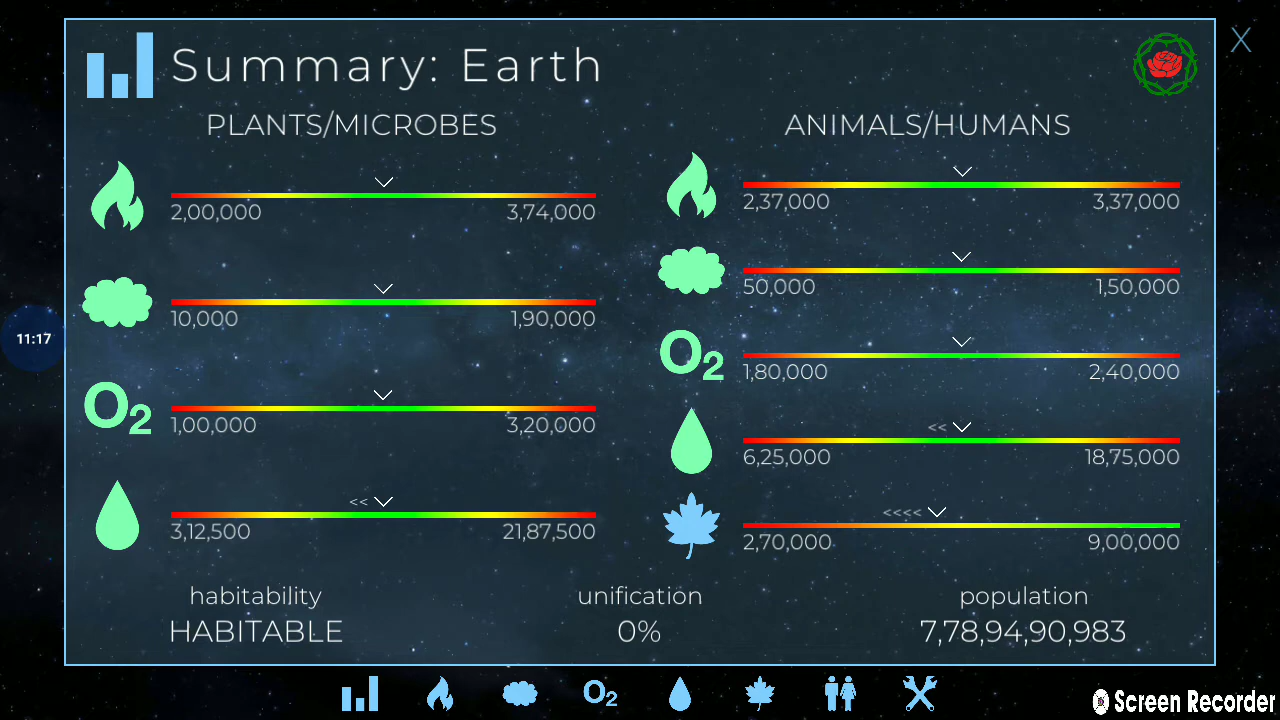 Summary: Earth
X
PLANTS/MICROBES
2,00,000 3,74,000
10,000 1,90,000
O2
1,00,000 3,20,000
<<
3,12,500 21,87,500
ANIMALS/HUMANS
2,37,000 3,37,000
50,000 1,50,000
O2
1,80,000 2,40,000
<<
6,25,000 18,75,000
<<<<
2,70,000 9,00,000
11:17
habitability unification population
HABITABLE 0% 7,78,94,90,983
O2
Screen Recorder